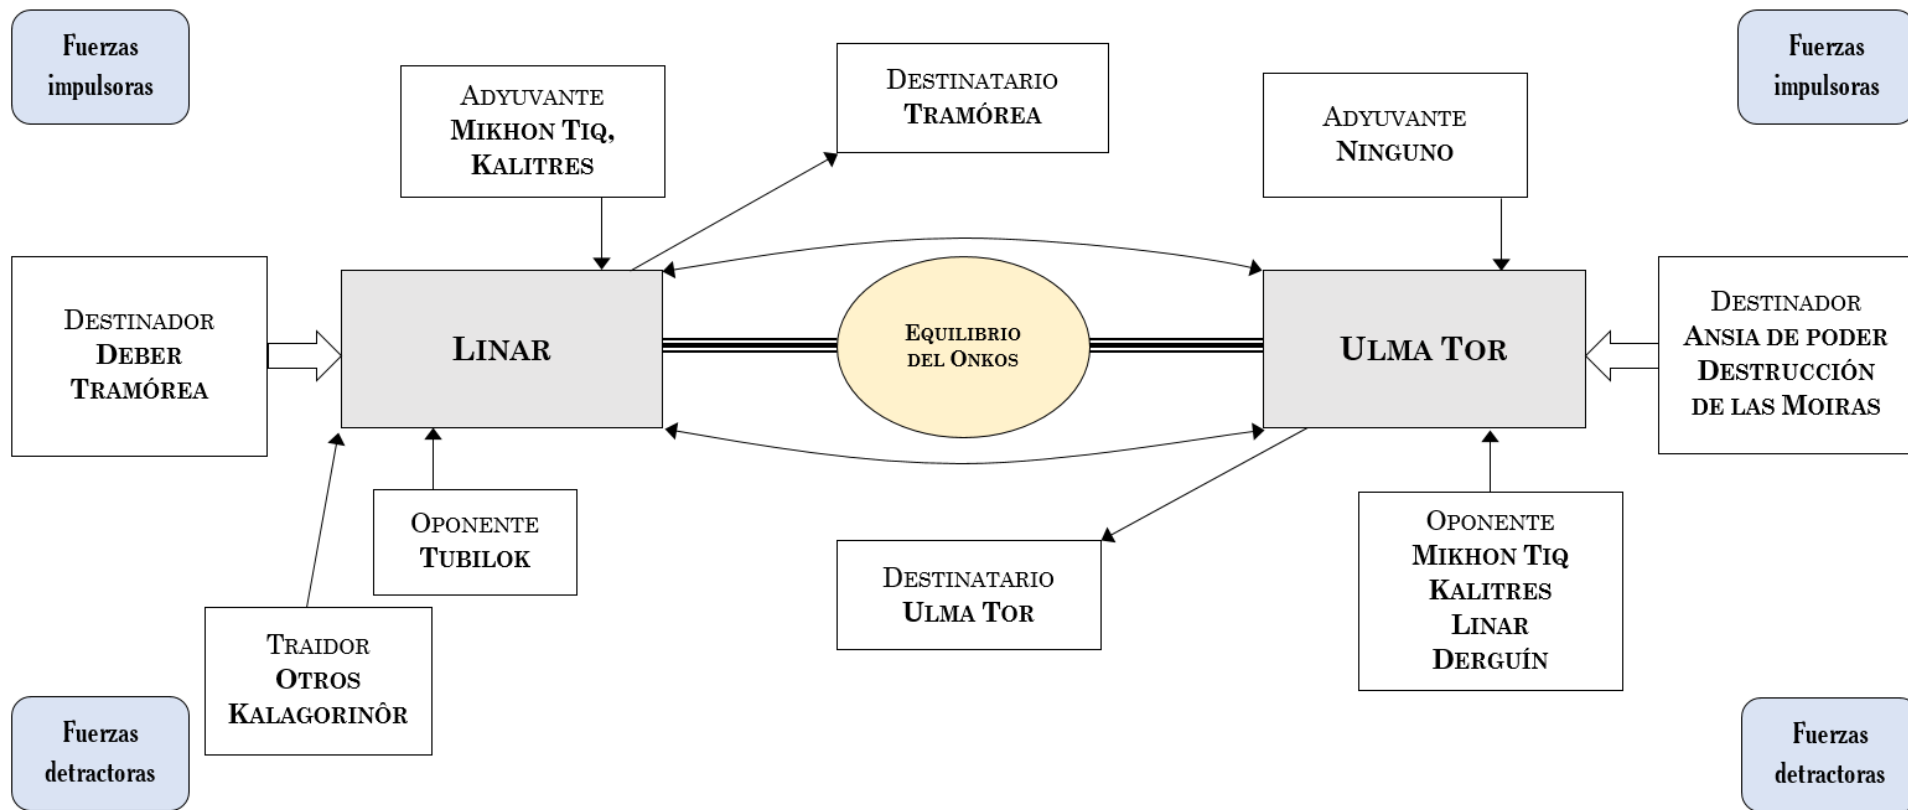 Fuerzas
impulsoras
ADYUVANTE
MIKHON TIQ,
KALITRES
DESTINATARIO
TRAMÓREA
ADYUVANTE
NINGUNO
Fuerzas
impulsoras
DESTINADOR
DEBER
TRAMÓREA
LINAR
EQUILIBRIO
DEL ONKOS
ULMA TOR
DESTINADOR
ANSIA DE PODER
DESTRUCCIÓN
DE LAS MOIRAS
OPONENTE
TUBILOK
DESTINATARIO
ULMA TOR
OPONENTE
MIKHON TIQ
KALITRES
LINAR
DERGUÍN
TRAIDOR
OTROS
KALAGORINÔR
Fuerzas
detractoras
Fuerzas
detractoras